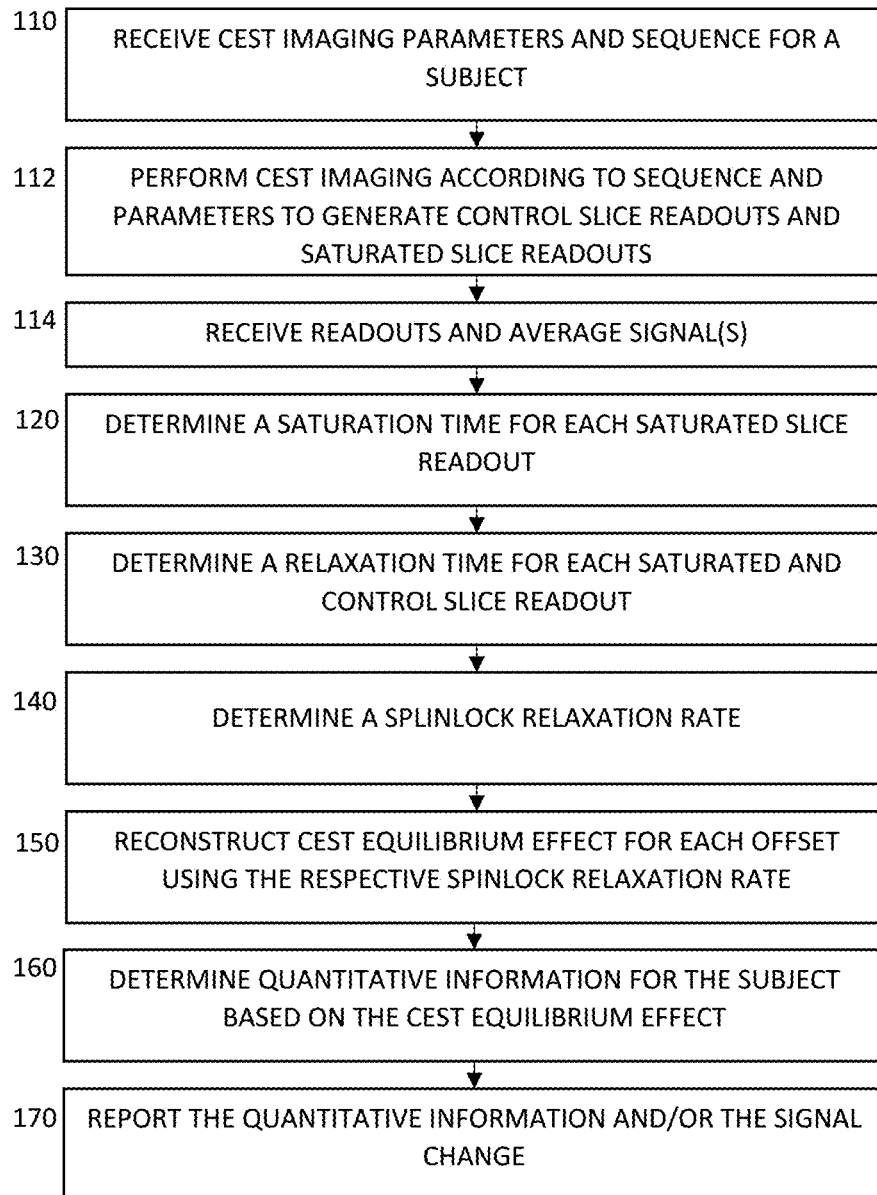 110
RECEIVE CEST IMAGING PARAMETERS AND SEQUENCE FOR A
SUBJECT
112
PERFORM CEST IMAGING ACCORDING TO SEQUENCE AND
PARAMETERS TO GENERATE CONTROL SLICE READOUTS AND
SATURATED SLICE READOUTS
114
RECEIVE READOUTS AND AVERAGE SIGNAL(S)
120
DETERMINE A SATURATION TIME FOR EACH SATURATED SLICE
READOUT
130
DETERMINE A RELAXATION TIME FOR EACH SATURATED AND
CONTROL SLICE READOUT
140
DETERMINE A SPLINLOCK RELAXATION RATE
150
RECONSTRUCT CEST EQUILIBRIUM EFFECT FOR EACH OFFSET
USING THE RESPECTIVE SPINLOCK RELAXATION RATE
160
DETERMINE QUANTITATIVE INFORMATION FOR THE SUBJECT
BASED ON THE CEST EQUILIBRIUM EFFECT
170
REPORT THE QUANTITATIVE INFORMATION AND/OR THE SIGNAL
CHANGE